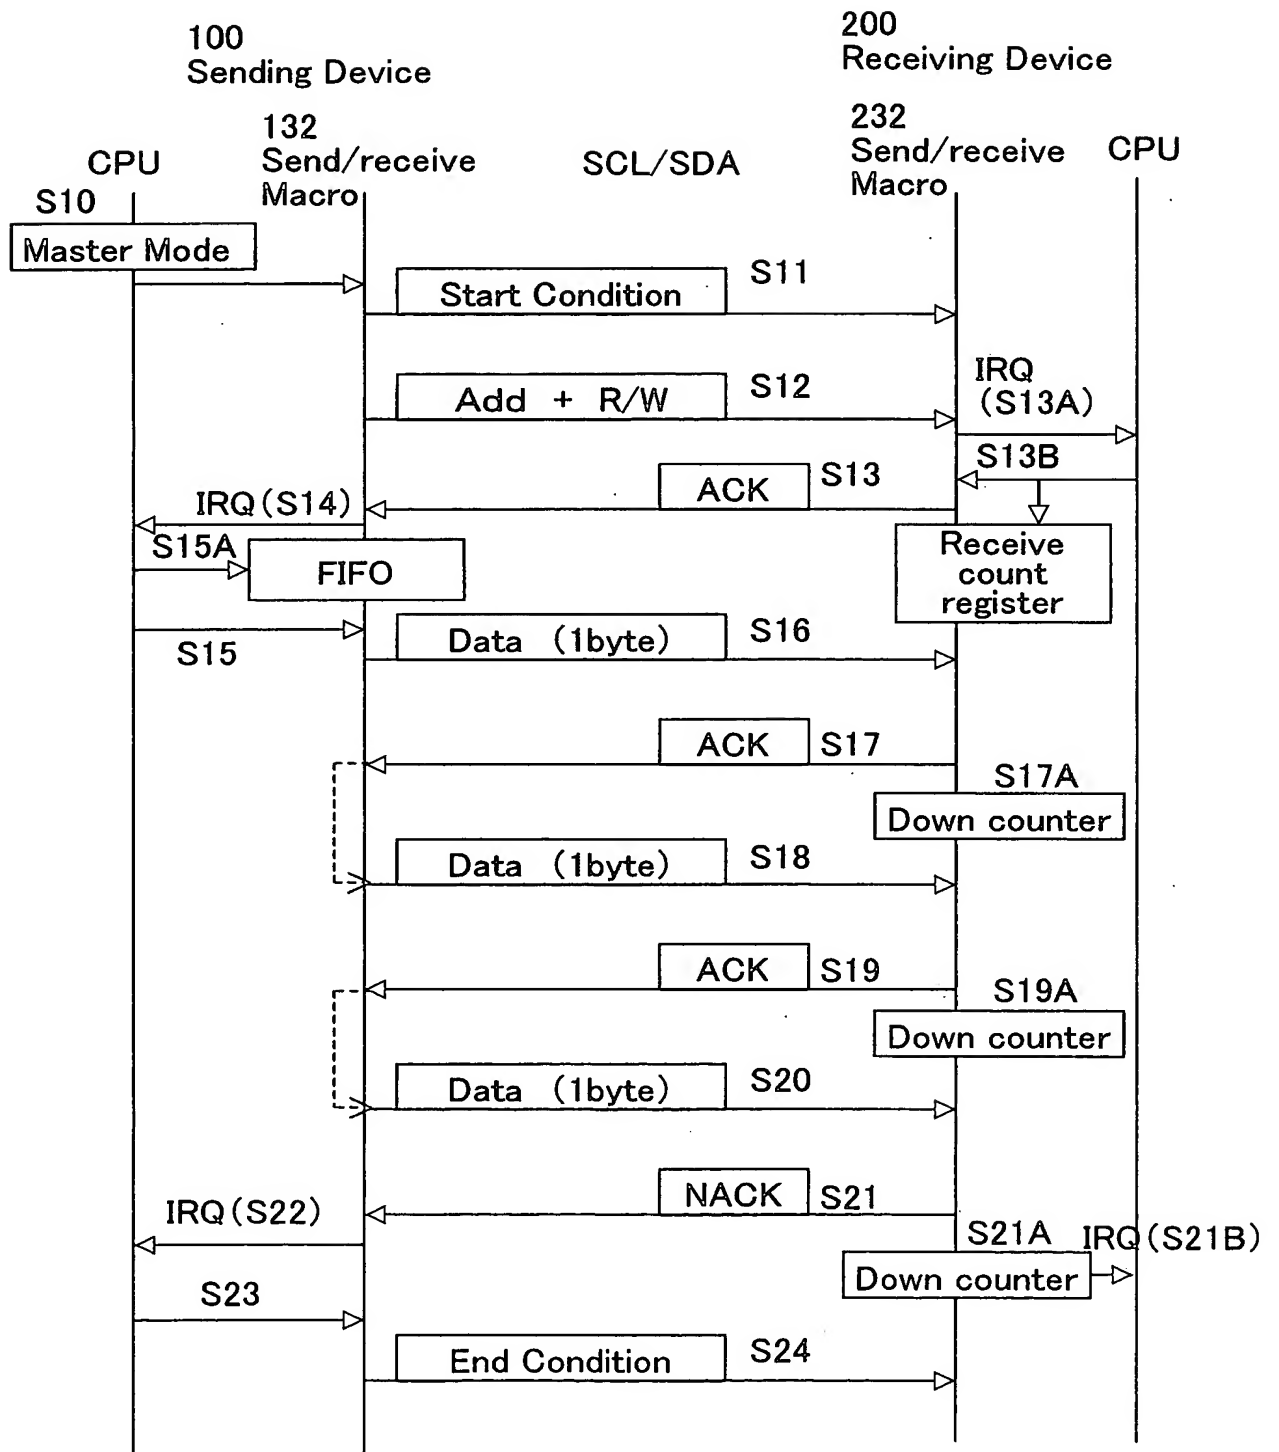 100
Sending Device
200
Receiving Device
CPU
132
Send/receive
Macro
SCL/SDA
232
Send/receive
Macro
CPU
S10
Master Mode
Start Condition
S11
Add + R/W
S12
IRQ
(S13A)
S13B
ACK
S13
IRQ(S14)
S15A
FIFO
Receive
count
register
S15
Data (1byte)
S16
ACK
S17
S17A
Down counter
Data (1byte)
S18
ACK
S19
S19A
Down counter
Data (1byte)
S20
NACK
S21
IRQ(S22)
S21A
IRQ(S21B)
Down counter
S23
End Condition
S24